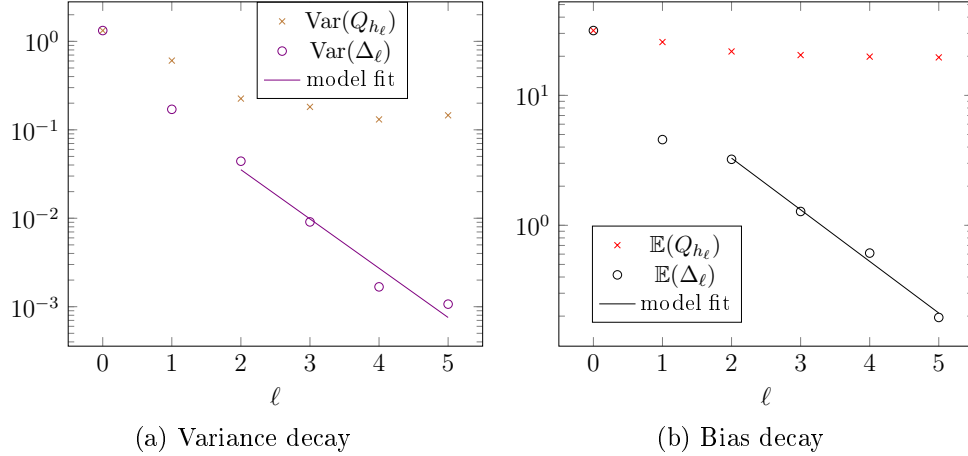 10^0
10^{-1}
10^{-2}
10^{-3}
0 1 2 3 4 5
ℓ
Var(Q_{h_ℓ})
Var(Δ_ℓ)
model fit
(a) Variance decay
10^1
10^0
0 1 2 3 4 5
ℓ
𝔼(Q_{h_ℓ})
𝔼(Δ_ℓ)
model fit
(b) Bias decay